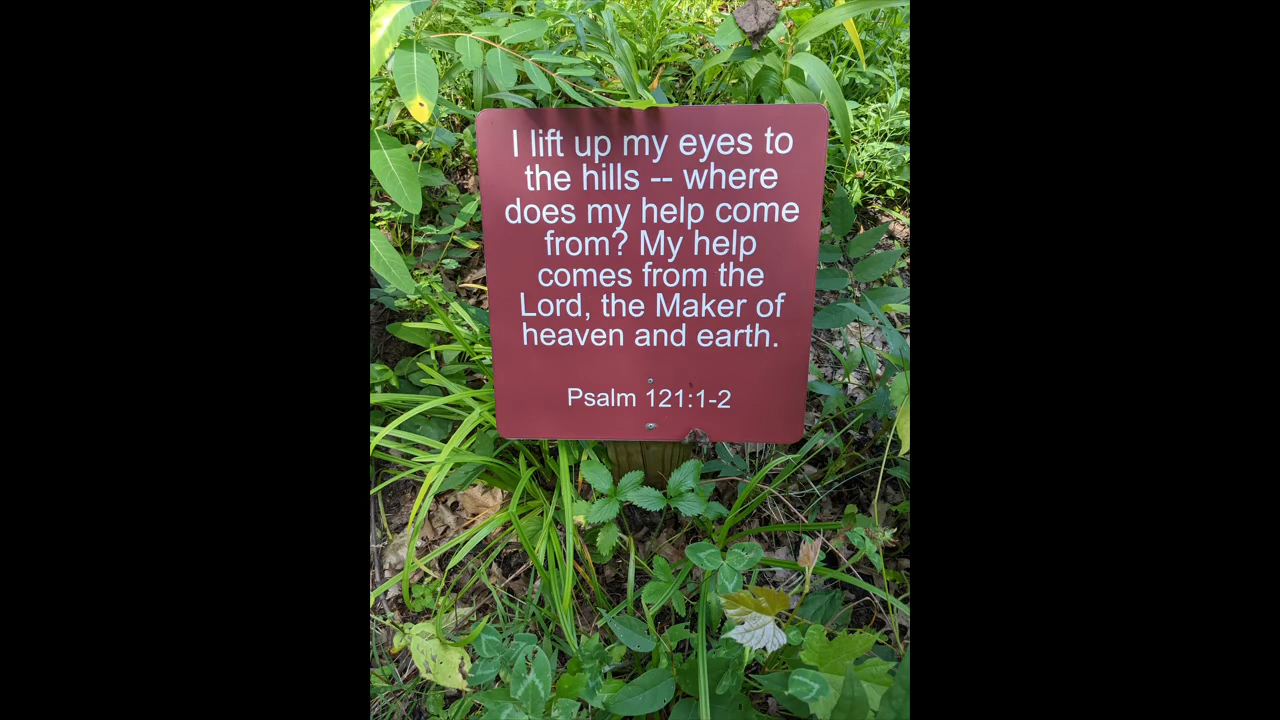 I lift up my eyes to
the hills -- where
does my help come
from? My help
comes from the
Lord, the Maker of
heaven and earth.
Psalm 121:1-2